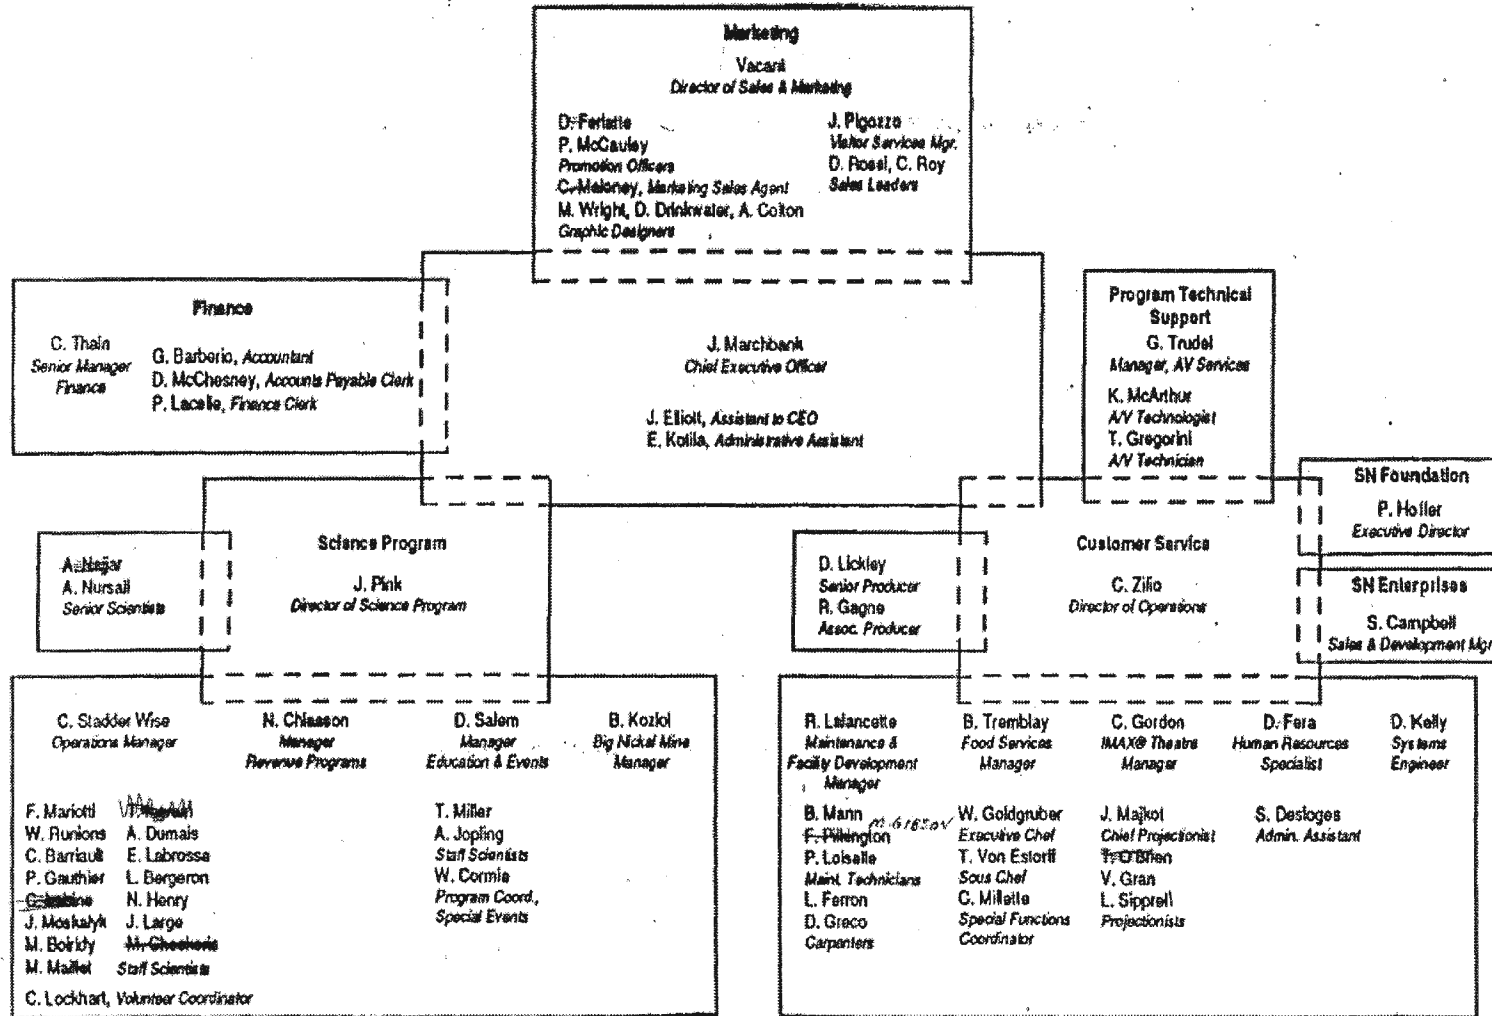 Marketing
Vacant
Director of Sales & Marketing
D. Ferlatte
P. McCauley
Promotion Officers
C. Maloney, Marketing Sales Agent
M. Wright, D. Drinkwater, A. Colton
Graphic Designers
J. Pigozzo
Visitor Services Mgr.
D. Rossi, C. Roy
Sales Leaders
Finance
C. Thain
Senior Manager
Finance
G. Barberio, Accountant
D. McChesney, Accounts Payable Clerk
P. Lacelle, Finance Clerk
J. Marchbank
Chief Executive Officer
J. Elliott, Assistant to CEO
E. Kotila, Administrative Assistant
Program Technical
Support
G. Trudel
Manager, AV Services
K. McArthur
A/V Technologist
T. Gregorini
A/V Technician
SN Foundation
P. Holler
Executive Director
A. Najjar
A. Nursall
Senior Scientists
Science Program
J. Pink
Director of Science Program
D. Lickley
Senior Producer
R. Gagne
Assoc. Producer
Customer Service
C. Zilio
Director of Operations
SN Enterprises
S. Campbell
Sales & Development Mgr.
C. Sladder Wise
Operations Manager
N. Chiasson
Manager
Revenue Programs
D. Salem
Manager
Education & Events
B. Koziol
Big Nickel Mine
Manager
F. Mariotti
W. Runions
C. Barriault
P. Gauthier
J. Moskalyk
M. Boiridy
M. Maillet
A. Dumais
E. Labrosse
L. Bergeron
N. Henry
J. Large
M. Cheskeris
Staff Scientists
C. Lockhart, Volunteer Coordinator
T. Miller
A. Jopling
Staff Scientists
W. Cormie
Program Coord.,
Special Events
R. Lafancette
Maintenance &
Facility Development
Manager
B. Mann
F. Pilkington
P. Loiselle
Maint. Technicians
L. Ferron
D. Greco
Carpenters
B. Tremblay
Food Services
Manager
W. Goldgruber
Executive Chef
T. Von Estorff
Sous Chef
C. Millette
Special Functions
Coordinator
C. Gordon
IMAX® Theatre
Manager
J. Majkot
Chief Projectionist
T. O'Brien
V. Gran
L. Sipprell
Projectionists
D. Fera
Human Resources
Specialist
S. Desloges
Admin. Assistant
D. Kelly
Systems
Engineer